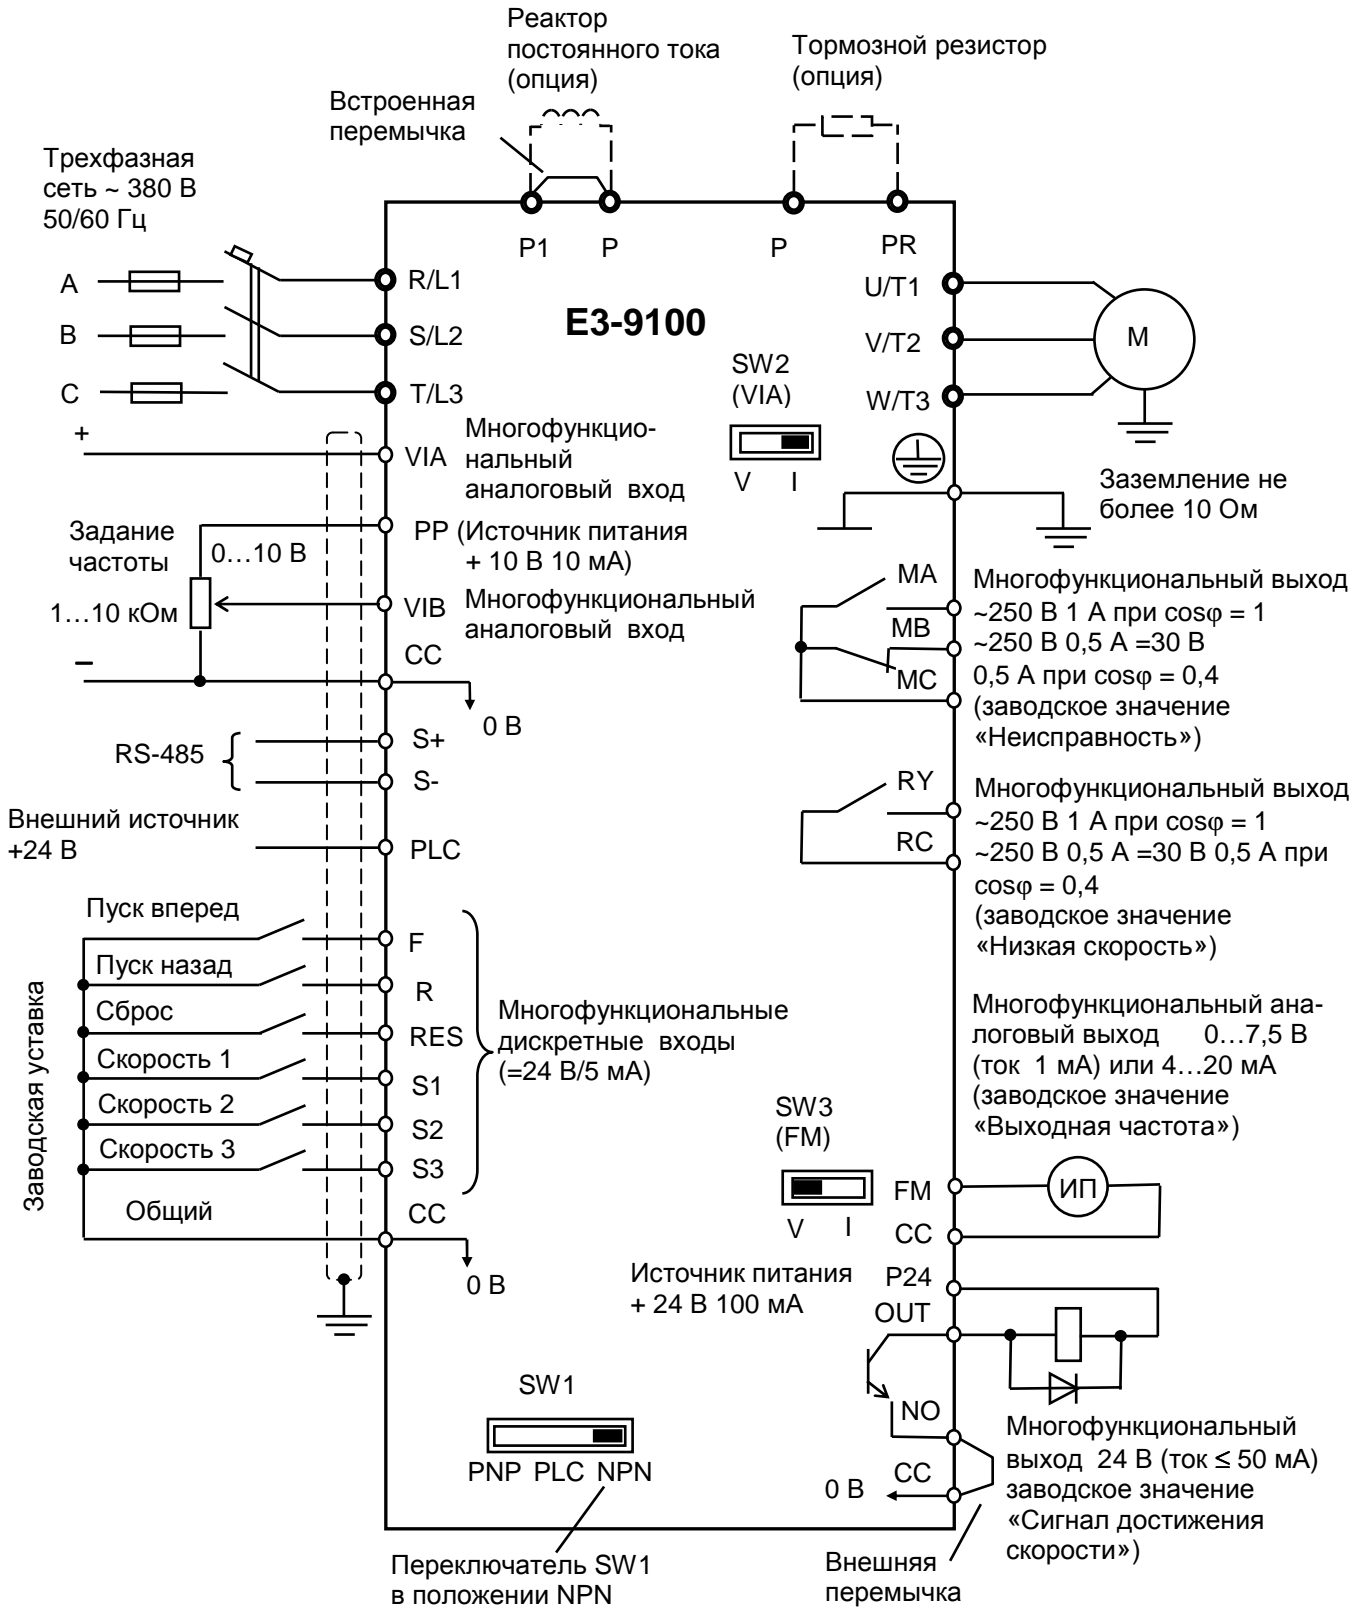 Реактор
постоянного тока
(опция)
Тормозной резистор
(опция)
Встроенная
перемычка
Трехфазная
сеть ~ 380 В
50/60 Гц
P1
P
P
PR
A
R/L1
U/T1
E3-9100
B
S/L2
V/T2
M
SW2
(VIA)
C
T/L3
W/T3
+
VIA
Многофункцио-
нальный
аналоговый вход
V
I
Заземление не
более 10 Ом
Задание
частоты
0…10 В
PP (Источник питания
+ 10 В 10 мА)
1…10 кОм
VIB
Многофункциональный
аналоговый вход
CC
–
0 В
MA
MB
MC
Многофункциональный выход
~250 В 1 А при cosφ = 1
~250 В 0,5 А =30 В
0,5 А при cosφ = 0,4
(заводское значение
«Неисправность»)
RS-485
S+
S-
Внешний источник
+24 В
PLC
RY
RC
Многофункциональный выход
~250 В 1 А при cosφ = 1
~250 В 0,5 А =30 В 0,5 А при
cosφ = 0,4
(заводское значение
«Низкая скорость»)
Заводская уставка
Пуск вперед
F
Пуск назад
R
Сброс
RES
Скорость 1
S1
Скорость 2
S2
Скорость 3
S3
Общий
CC
0 В
Многофункциональные
дискретные входы
(=24 В/5 мА)
Многофункциональный ана-
логовый выход 0…7,5 В
(ток 1 мА) или 4…20 мА
(заводское значение
«Выходная частота»)
SW3
(FM)
V
I
FM
ИП
CC
Источник питания
+ 24 В 100 мА
P24
OUT
NO
CC
0 В
Многофункциональный
выход 24 В (ток ≤ 50 мА)
заводское значение
«Сигнал достижения
скорости»)
SW1
PNP PLC NPN
Переключатель SW1
в положении NPN
Внешняя
перемычка